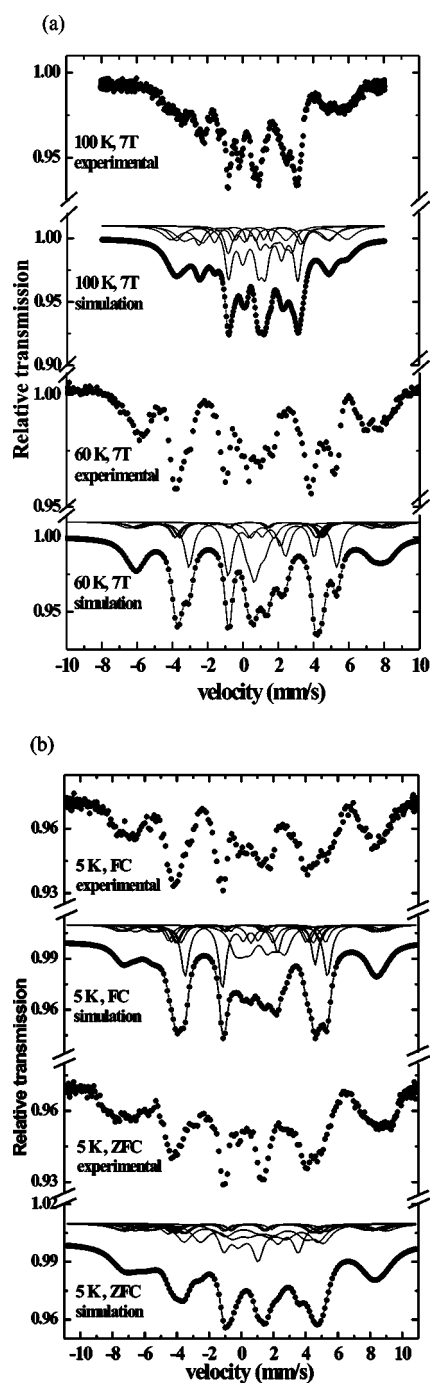 (a)
1.00
0.95
100 K, 7T
experimental
1.00
0.95
0.90
100 K, 7T
simulation
1.00
0.95
60 K, 7T
experimental
1.00
0.95
60 K, 7T
simulation
Relative transmission
-10 -8 -6 -4 -2 0 2 4 6 8 10
velocity (mm/s)
(b)
0.96
0.93
5 K, FC
experimental
0.99
0.96
5 K, FC
simulation
0.96
0.93
5 K, ZFC
experimental
1.02
0.99
0.96
5 K, ZFC
simulation
Relative transmission
-10 -8 -6 -4 -2 0 2 4 6 8 10
velocity (mm/s)